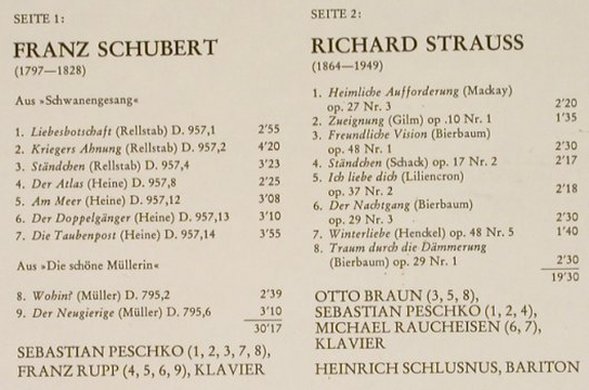 SEITE 1:
FRANZ SCHUBERT
(1797—1828)
Aus »Schwanengesang«
1. Liebesbotschaft (Rellstab) D. 957,1 2'55
2. Kriegers Ahnung (Rellstab) D. 957,2 4'20
3. Ständchen (Rellstab) D. 957,4 3'23
4. Der Atlas (Heine) D. 957,8 2'25
5. Am Meer (Heine) D. 957,12 3'08
6. Der Doppelgänger (Heine) D. 957,13 3'10
7. Die Taubenpost (Heine) D. 957,14 3'55
Aus »Die schöne Müllerin«
8. Wohin? (Müller) D. 795,2 2'39
9. Der Neugierige (Müller) D. 795,6 3'10
30'17
SEBASTIAN PESCHKO (1, 2, 3, 7, 8),
FRANZ RUPP (4, 5, 6, 9), KLAVIER
SEITE 2:
RICHARD STRAUSS
(1864—1949)
1. Heimliche Aufforderung (Mackay)
op. 27 Nr. 3 2'20
2. Zueignung (Gilm) op .10 Nr. 1 1'35
3. Freundliche Vision (Bierbaum)
op. 48 Nr. 1 2'30
4. Ständchen (Schack) op. 17 Nr. 2 2'17
5. Ich liebe dich (Liliencron)
op. 37 Nr. 2 2'18
6. Der Nachtgang (Bierbaum)
op. 29 Nr. 3 2'30
7. Winterliebe (Henckel) op. 48 Nr. 5 1'40
8. Traum durch die Dämmerung
(Bierbaum) op. 29 Nr. 1 2'30
19'30
OTTO BRAUN (3, 5, 8),
SEBASTIAN PESCHKO (1, 2, 4),
MICHAEL RAUCHEISEN (6, 7),
KLAVIER
HEINRICH SCHLUSNUS, BARITON